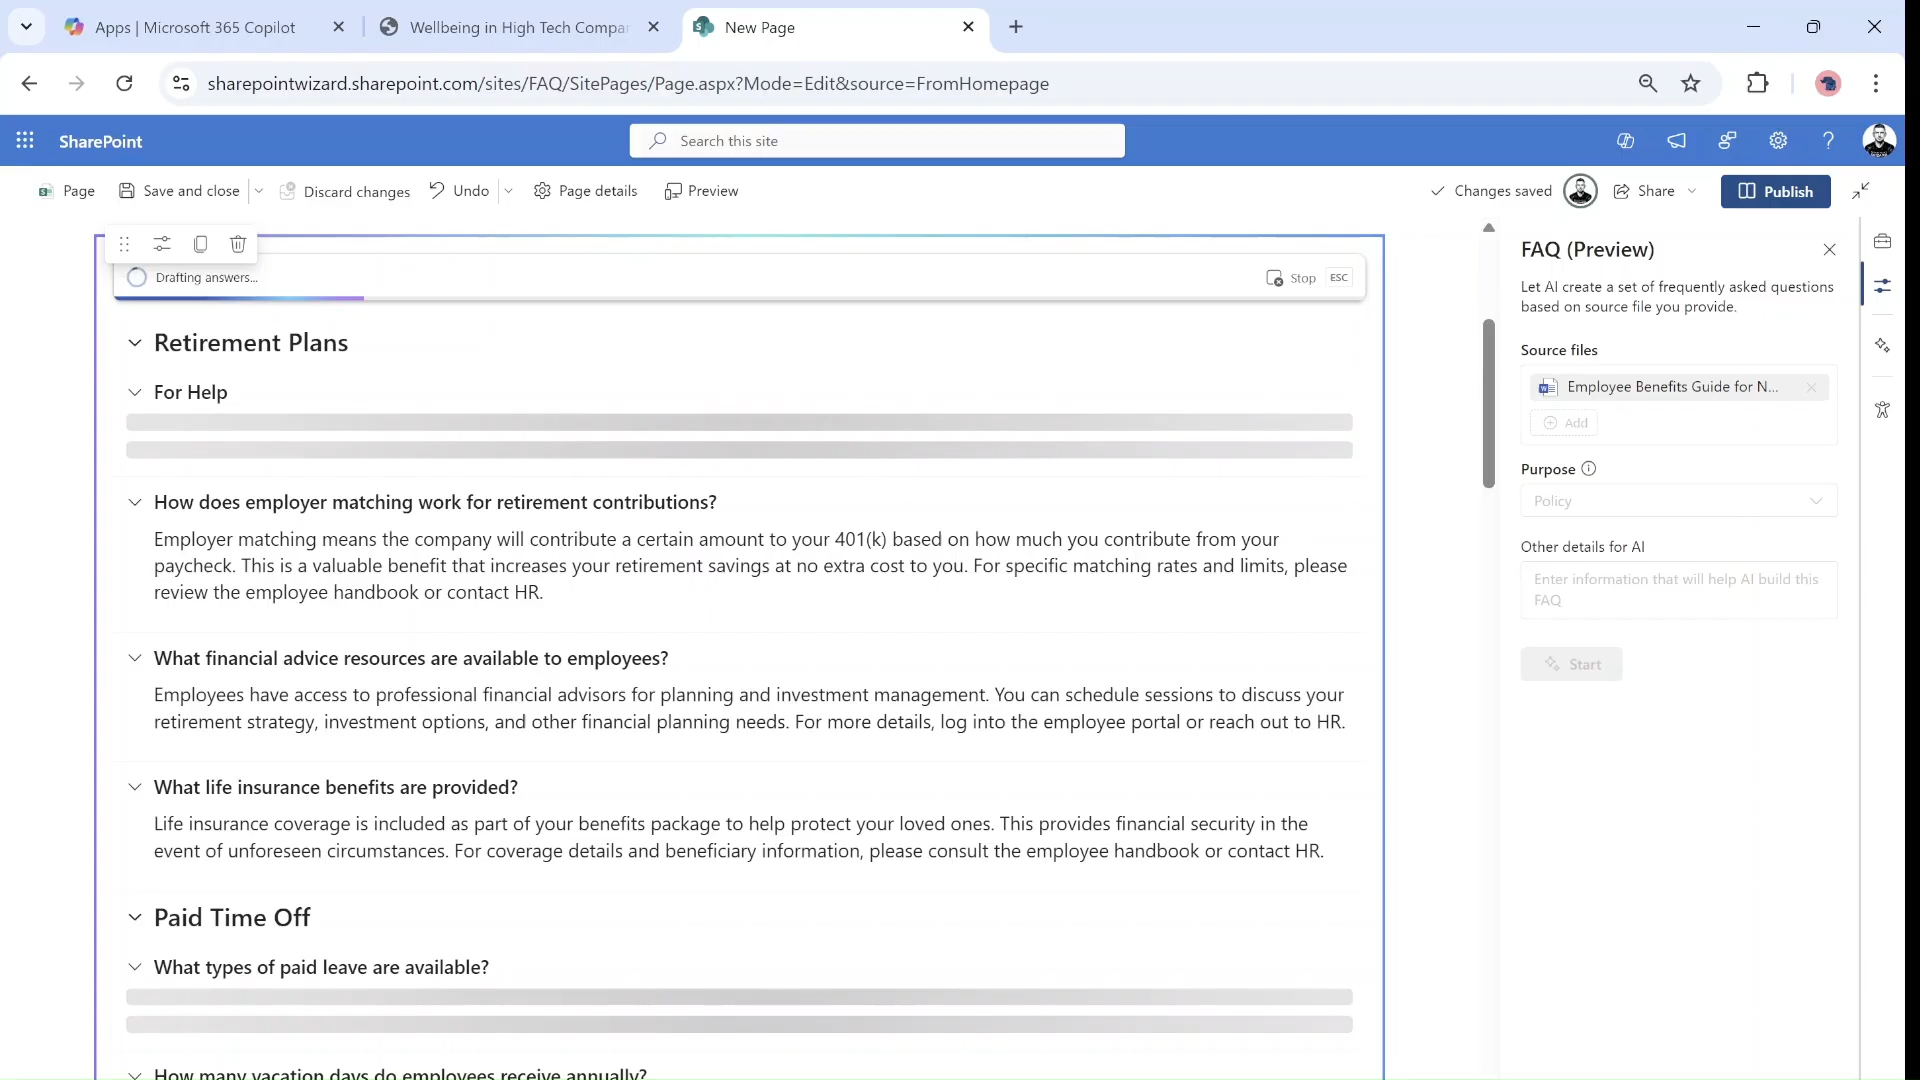 Apps | Microsoft 365 Copilot
Wellbeing in High Tech Compar
New Page
sharepointwizard.sharepoint.com/sites/FAQ/SitePages/Page.aspx?Mode=Edit&source=FromHomepage
SharePoint
Search this site
Page
Save and close
Discard changes
Undo
Page details
Preview
Changes saved
Share
Publish
Drafting answers...
Stop
ESC
Retirement Plans
For Help
How does employer matching work for retirement contributions?
Employer matching means the company will contribute a certain amount to your 401(k) based on how much you contribute from your
paycheck. This is a valuable benefit that increases your retirement savings at no extra cost to you. For specific matching rates and limits, please
review the employee handbook or contact HR.
What financial advice resources are available to employees?
Employees have access to professional financial advisors for planning and investment management. You can schedule sessions to discuss your
retirement strategy, investment options, and other financial planning needs. For more details, log into the employee portal or reach out to HR.
What life insurance benefits are provided?
Life insurance coverage is included as part of your benefits package to help protect your loved ones. This provides financial security in the
event of unforeseen circumstances. For coverage details and beneficiary information, please consult the employee handbook or contact HR.
Paid Time Off
What types of paid leave are available?
How many vacation days do employees receive annually?
FAQ (Preview)
Let AI create a set of frequently asked questions
based on source file you provide.
Source files
Employee Benefits Guide for N...
Add
Purpose
Policy
Other details for AI
Enter information that will help AI build this
FAQ
Start